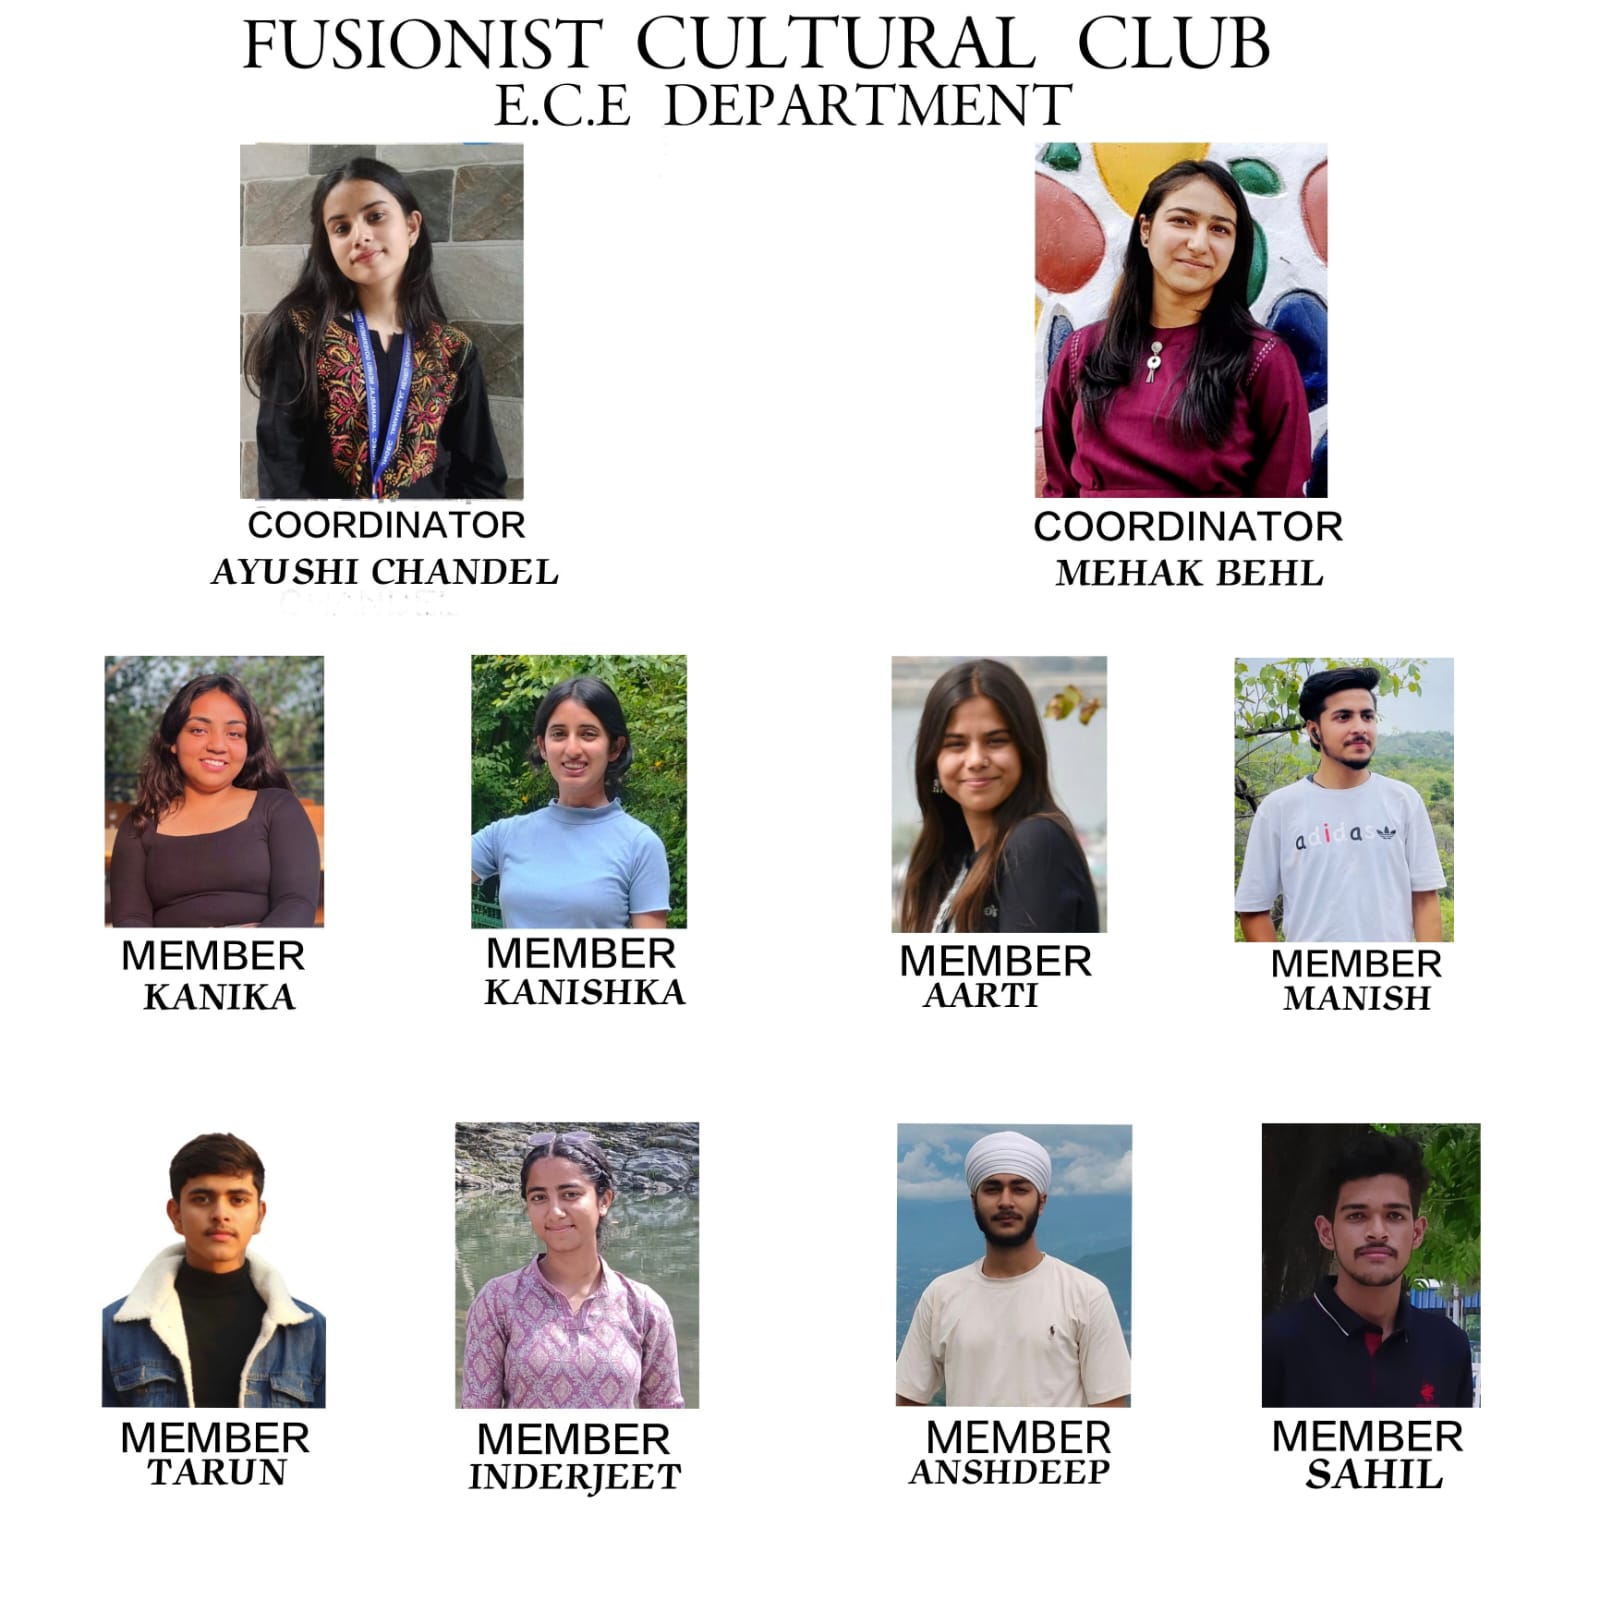 FUSIONIST CULTURAL CLUB
E.C.E DEPARTMENT
COORDINATOR
AYUSHI CHANDEL
COORDINATOR
MEHAK BEHL
adidas
MEMBER
KANIKA
MEMBER
KANISHKA
MEMBER
AARTI
MEMBER
MANISH
MEMBER
TARUN
MEMBER
INDERJEET
MEMBER
ANSHDEEP
MEMBER
SAHIL